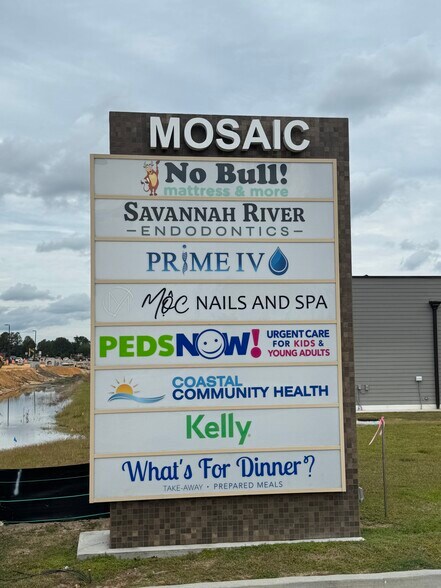 MOSAIC
No Bull!
mattress & more
SAVANNAH RIVER
ENDODONTICS
PRIME IV
MŌC NAILS AND SPA
PEDSNOW! URGENT CARE
FOR KIDS &
YOUNG ADULTS
COASTAL
COMMUNITY HEALTH
Kelly
What's For Dinner?
TAKE-AWAY • PREPARED MEALS